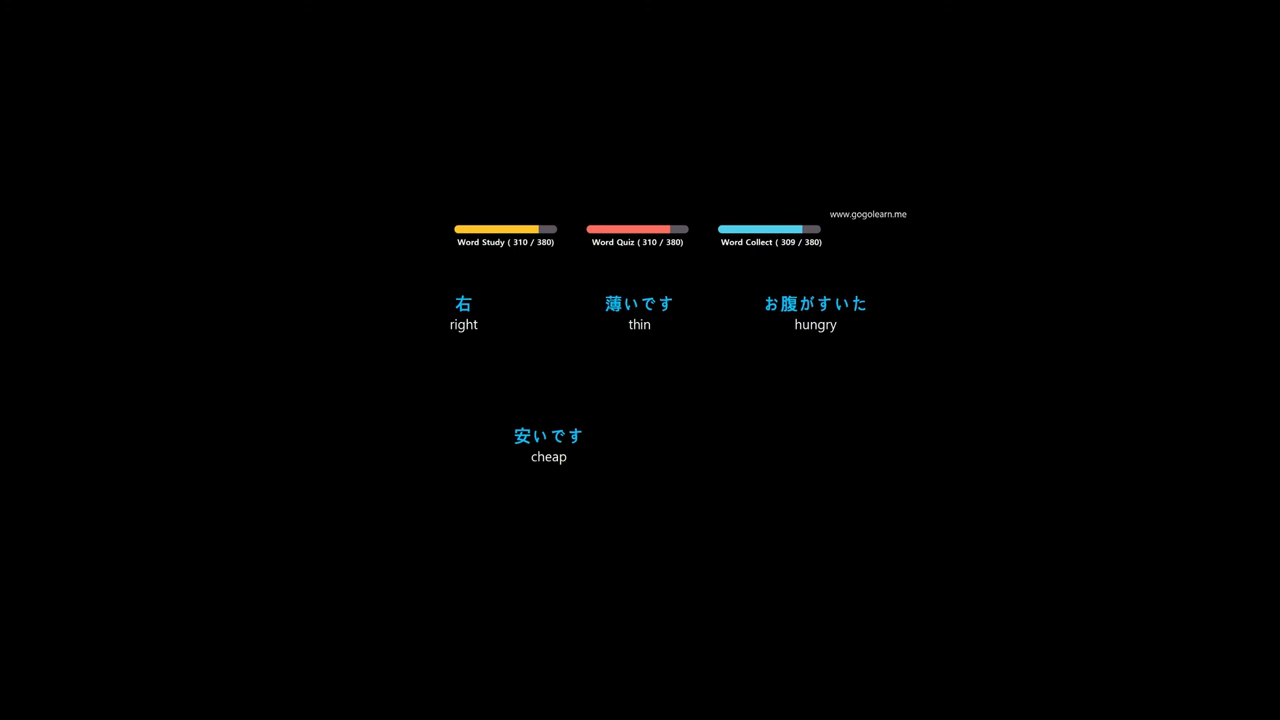 www.gogolearn.me
Word Study ( 310 / 380)
Word Quiz ( 310 / 380)
Word Collect ( 309 / 380)
右
right
薄いです
thin
お腹がすいた
hungry
安いです
cheap